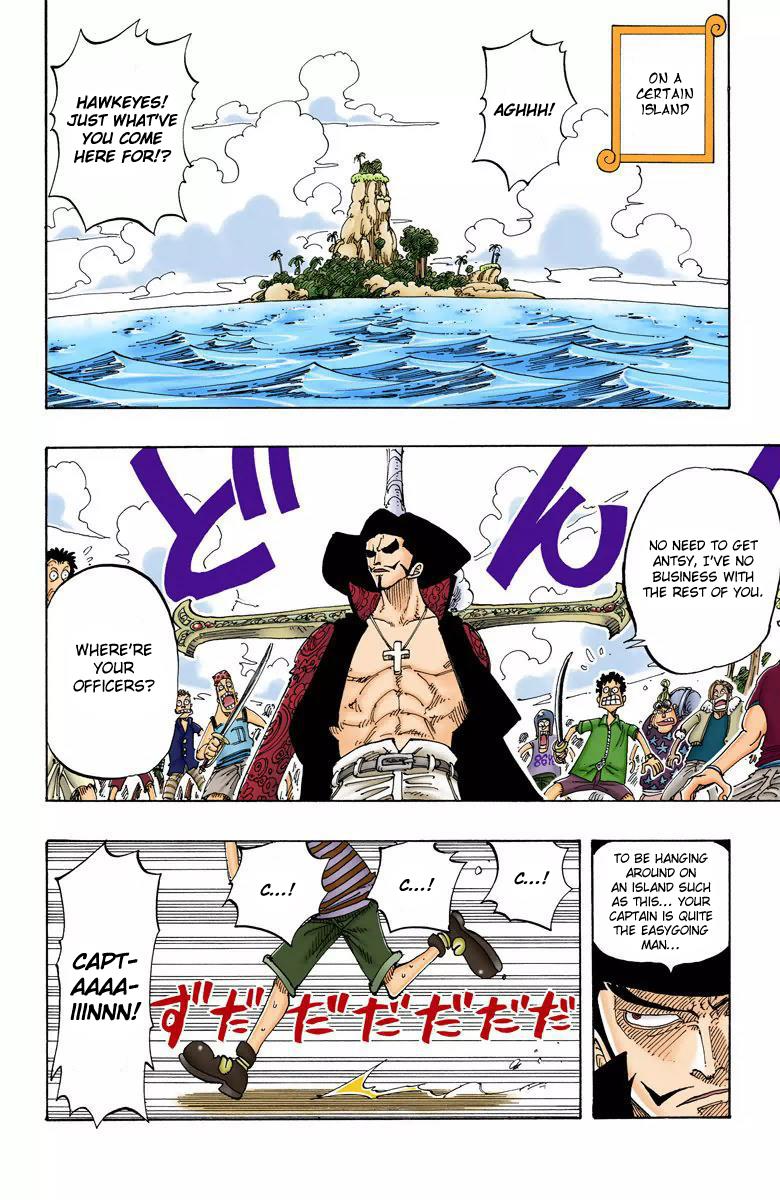 ON A
CERTAIN
ISLAND
AGHHH!
HAWKEYES!
JUST WHAT'VE
YOU COME
HERE FOR!?
NO NEED TO GET
ANTSY, I'VE NO
BUSINESS WITH
THE REST OF YOU.
どん
86
WHERE'RE
YOUR
OFFICERS?
TO BE HANGING
AROUND ON
AN ISLAND SUCH
AS THIS... YOUR
CAPTAIN IS QUITE
THE EASYGOING
MAN...
C...!
C...!
C...!
ずだ だだだだだ
CAPT-
AAAA-
IIINNN!